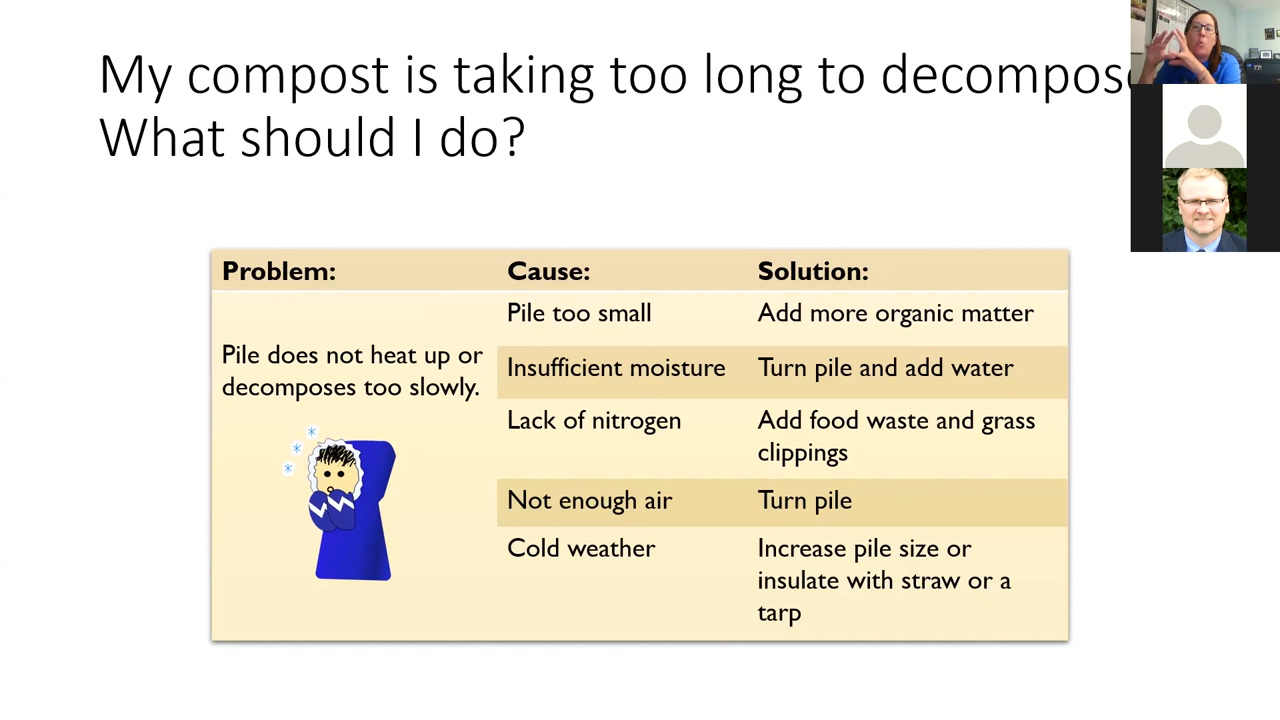 My compost is taking too long to decompose
What should I do?
Problem:
Cause:
Solution:
Pile does not heat up or
decomposes too slowly.
Pile too small
Add more organic matter
Insufficient moisture
Turn pile and add water
Lack of nitrogen
Add food waste and grass
clippings
Not enough air
Turn pile
Cold weather
Increase pile size or
insulate with straw or a
tarp